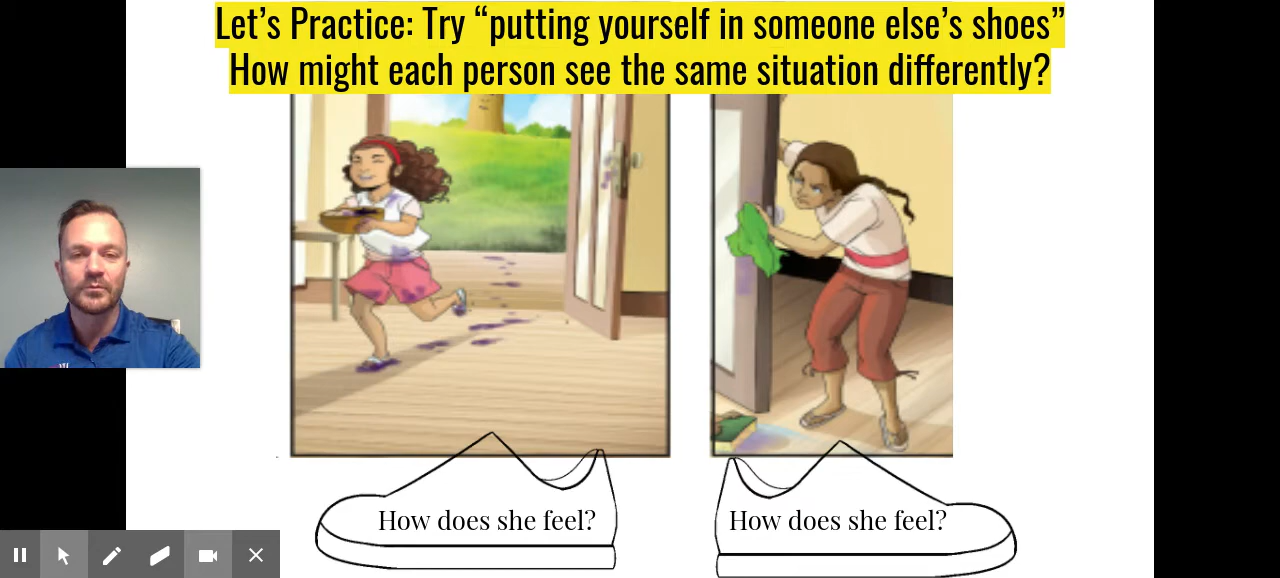 Let’s Practice: Try “putting yourself in someone else’s shoes”
How might each person see the same situation differently?
How does she feel?
How does she feel?